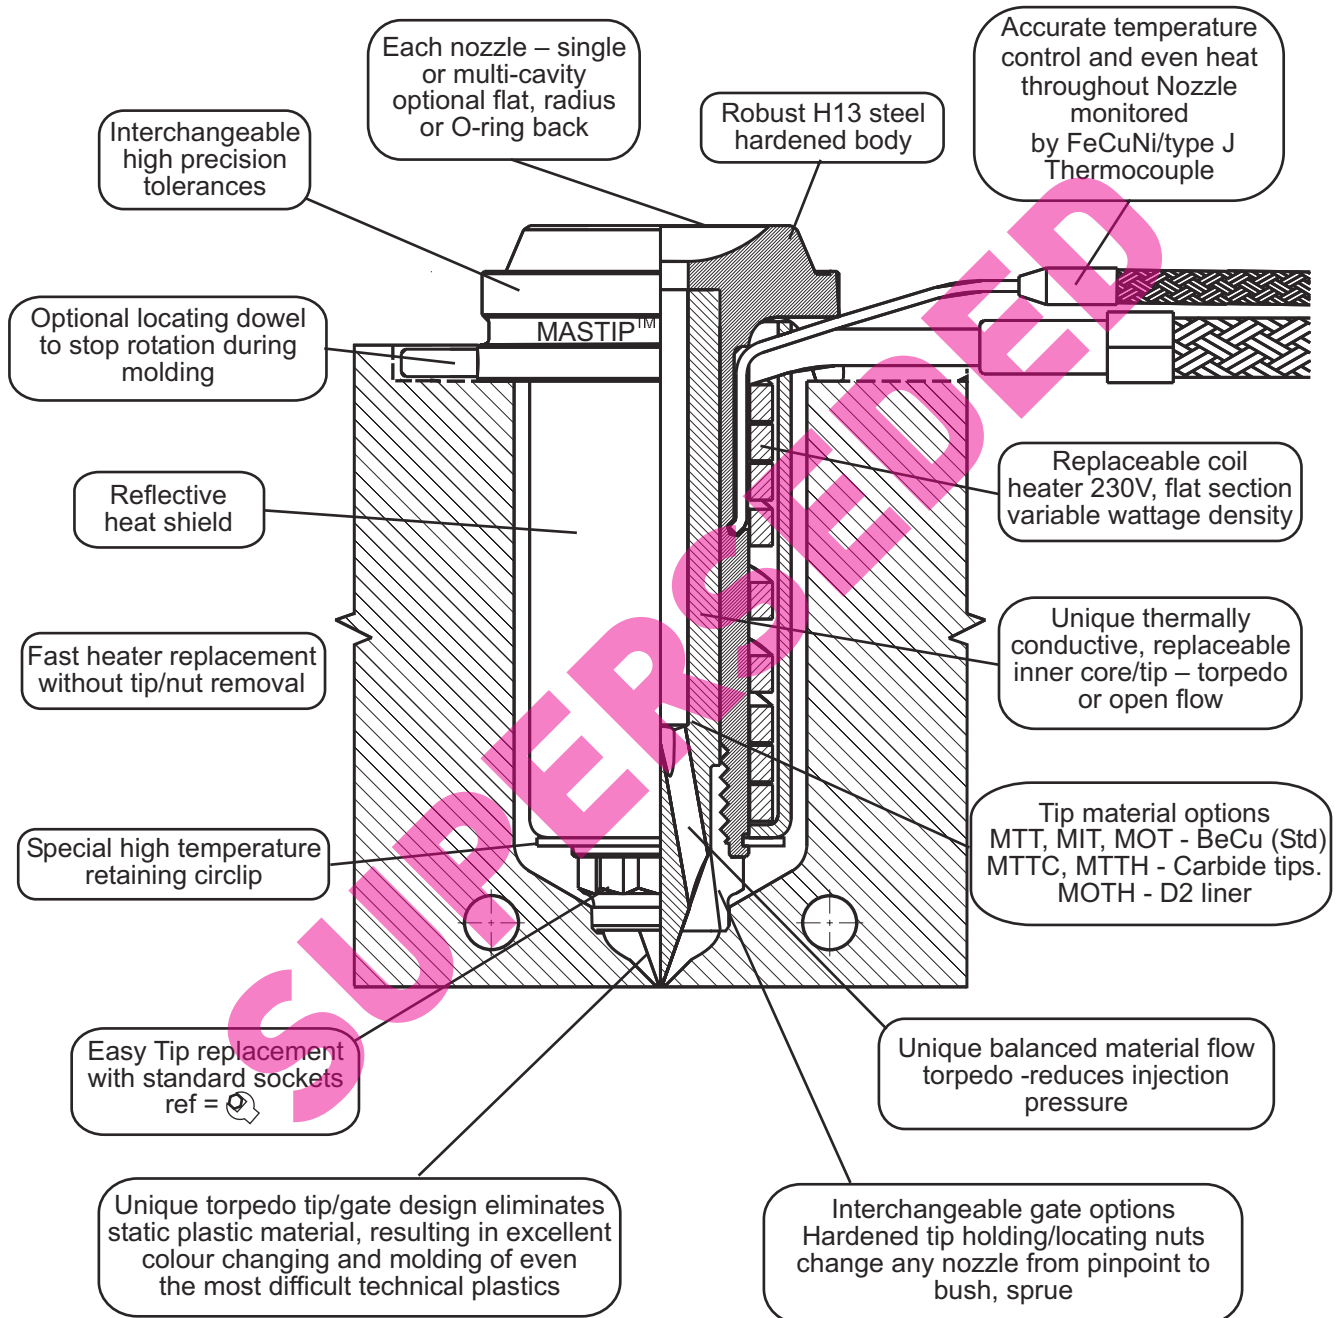 Each nozzle – single
or multi-cavity
optional flat, radius
or O-ring back
Accurate temperature
control and even heat
throughout Nozzle
monitored
by FeCuNi/type J
Thermocouple
Interchangeable
high precision
tolerances
Robust H13 steel
hardened body
Optional locating dowel
to stop rotation during
molding
MASTIP™
Reflective
heat shield
Replaceable coil
heater 230V, flat section
variable wattage density
Fast heater replacement
without tip/nut removal
Unique thermally
conductive, replaceable
inner core/tip – torpedo
or open flow
Special high temperature
retaining circlip
Tip material options
MTT, MIT, MOT - BeCu (Std)
MTTC, MTTH - Carbide tips.
MOTH - D2 liner
Easy Tip replacement
with standard sockets
ref =
Unique balanced material flow
torpedo -reduces injection
pressure
Unique torpedo tip/gate design eliminates
static plastic material, resulting in excellent
colour changing and molding of even
the most difficult technical plastics
Interchangeable gate options
Hardened tip holding/locating nuts
change any nozzle from pinpoint to
bush, sprue
SUPERSEDED